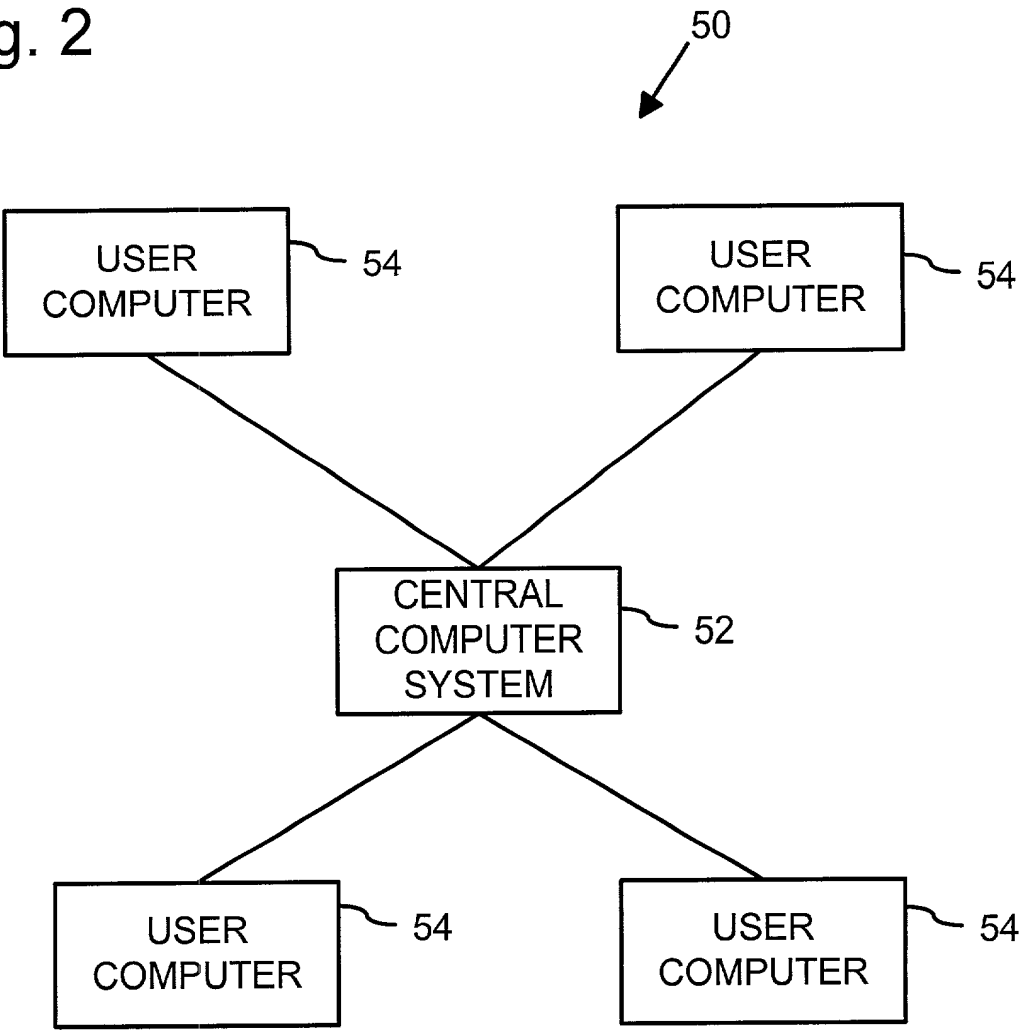 g. 2
50
USER
COMPUTER
54
USER
COMPUTER
54
CENTRAL
COMPUTER
SYSTEM
52
USER
COMPUTER
54
USER
COMPUTER
54